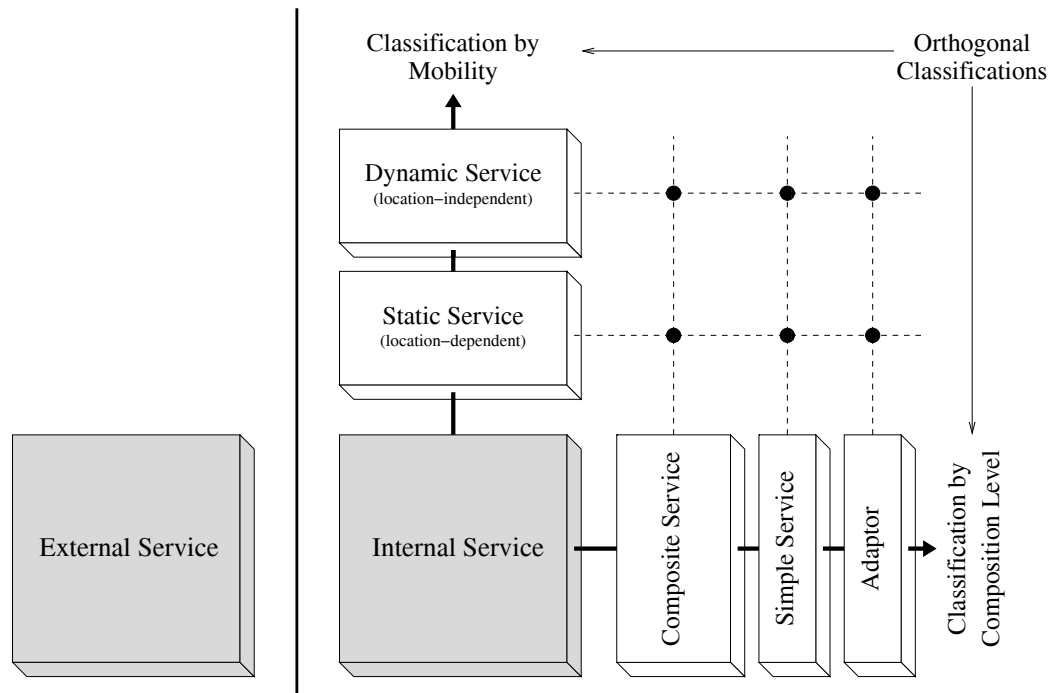 Classification by
Mobility
Orthogonal
Classifications
Dynamic Service
(location−independent)
Static Service
(location−dependent)
External Service
Internal Service
Composite Service
Simple Service
Adaptor
Classification by
Composition Level